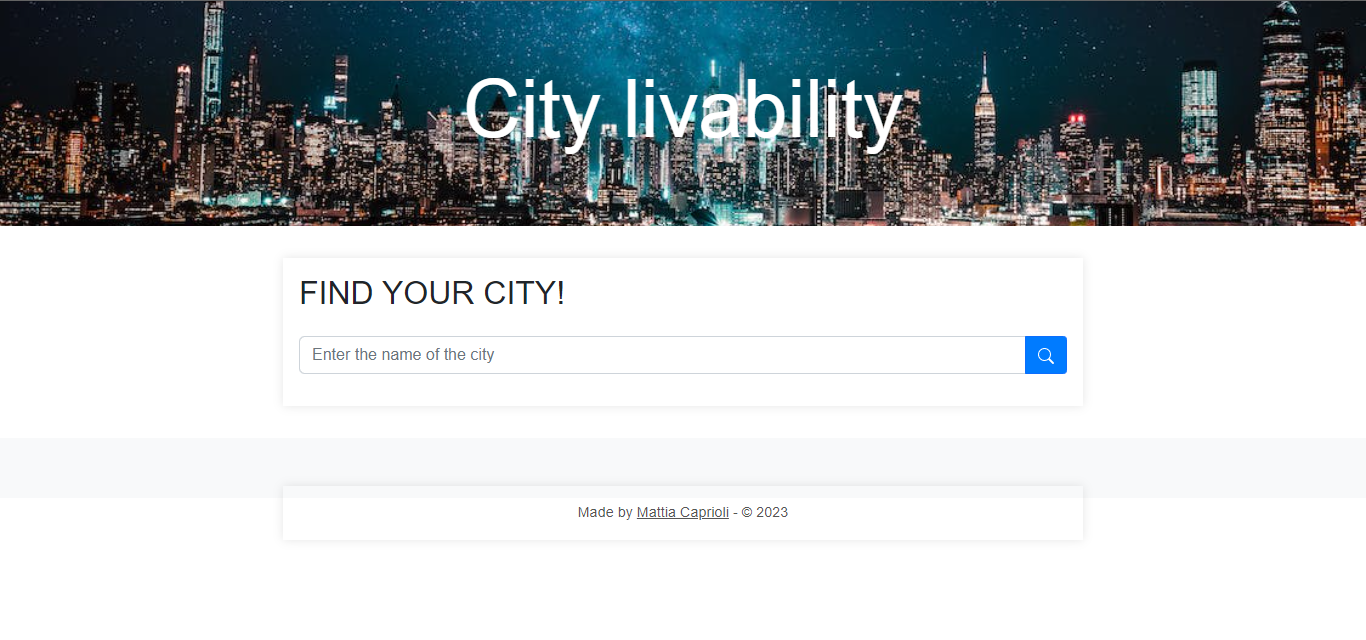 City livability
FIND YOUR CITY!
Enter the name of the city
Made by Mattia Caprioli - © 2023